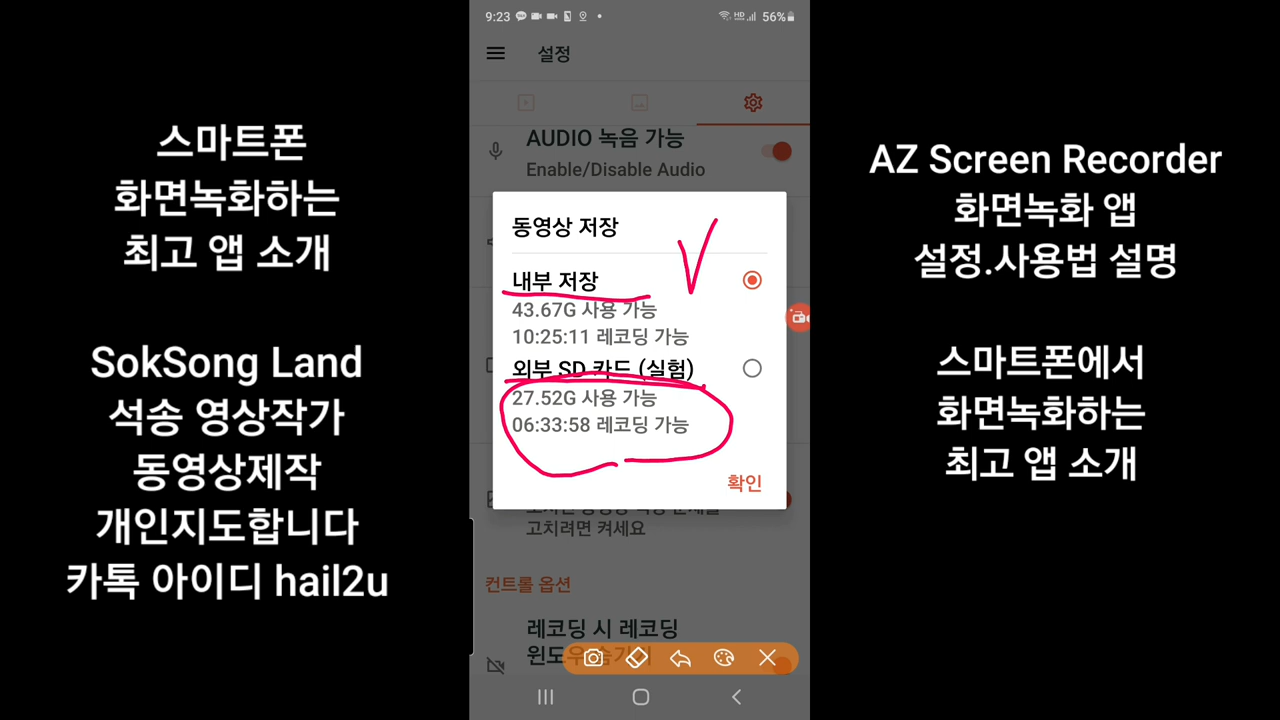 스마트폰
화면녹화하는
최고 앱 소개
SokSong Land
석송 영상작가
동영상제작
개인지도합니다
카톡 아이디 hail2u
9:23
HD
56%
설정
AUDIO 녹음 가능
Enable/Disable Audio
동영상 저장
내부 저장
43.67G 사용 가능
10:25:11 레코딩 가능
외부 SD 카드 (실험)
27.52G 사용 가능
06:33:58 레코딩 가능
확인
고치려면 켜세요
컨트롤 옵션
레코딩 시 레코딩
윈도우 숨기기
AZ Screen Recorder
화면녹화 앱
설정.사용법 설명
스마트폰에서
화면녹화하는
최고 앱 소개